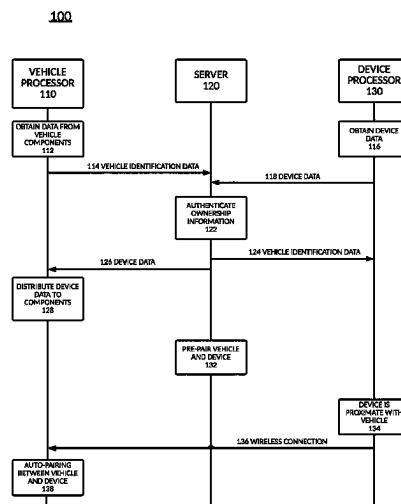 100
VEHICLE
PROCESSOR
110
SERVER
120
DEVICE
PROCESSOR
130
OBTAIN DATA FROM
VEHICLE
COMPONENTS
112
OBTAIN DEVICE
DATA
116
114 VEHICLE IDENTIFICATION DATA
118 DEVICE DATA
AUTHENTICATE
OWNERSHIP
INFORMATION
122
124 VEHICLE IDENTIFICATION DATA
126 DEVICE DATA
DISTRIBUTE DEVICE
DATA TO
COMPONENTS
128
PRE-PAIR VEHICLE
AND DEVICE
132
DEVICE IS
PROXIMATE WITH
VEHICLE
134
136 WIRELESS CONNECTION
AUTO-PAIRING
BETWEEN VEHICLE
AND DEVICE
138